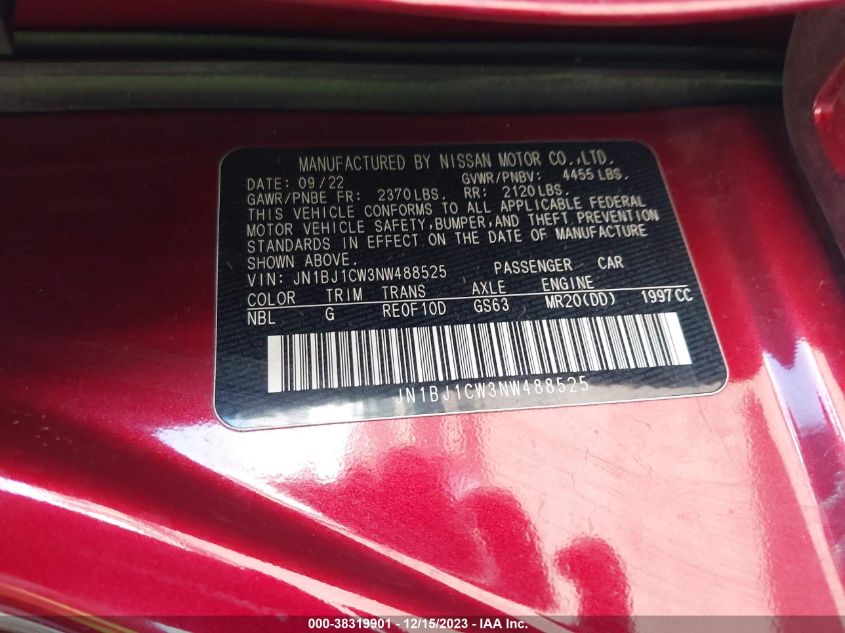 MANUFACTURED BY NISSAN MOTOR CO.,LTD.
DATE: 09/22 GVWR/PNBV: 4455 LBS.
GAWR/PNBE FR: 2370 LBS. RR: 2120 LBS.
THIS VEHICLE CONFORMS TO ALL APPLICABLE FEDERAL
MOTOR VEHICLE SAFETY, BUMPER, AND THEFT PREVENTION
STANDARDS IN EFFECT ON THE DATE OF MANUFACTURE
SHOWN ABOVE.
VIN: JN1BJ1CW3NW488525 PASSENGER CAR
COLOR TRIM TRANS AXLE ENGINE
NBL G RE0F10D GS63 MR20(DD) 1997CC
JN1BJ1CW3NW488525
000-38319901 - 12/15/2023 - IAA Inc.